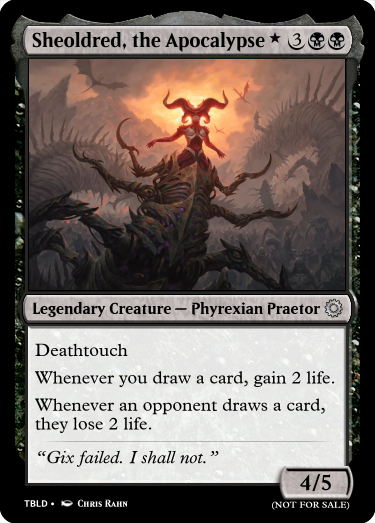 Sheoldred, the Apocalypse ★ 3
Legendary Creature — Phyrexian Praetor
Deathtouch
Whenever you draw a card, gain 2 life.
Whenever an opponent draws a card,
they lose 2 life.
“Gix failed. I shall not.”
4/5
TBLD • Chris Rahn
(NOT FOR SALE)